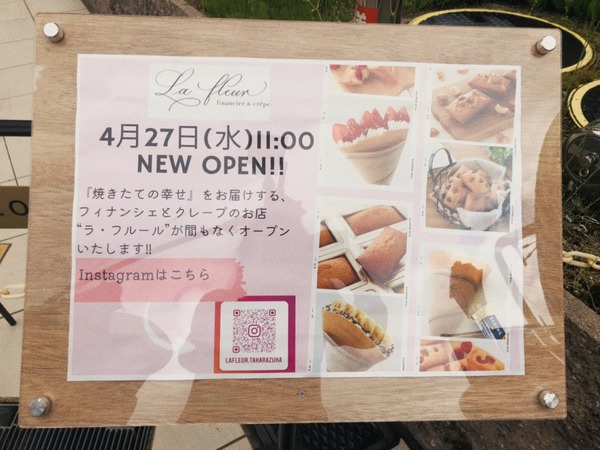 La fleur
financier & crêpe
4月27日(水)11:00
NEW OPEN!!
『焼きたての幸せ』をお届けする、
フィナンシェとクレープのお店
“ラ・フルール”が間もなくオープン
いたします!!
Instagramはこちら
LAFLEUR.TAKARAZUKA